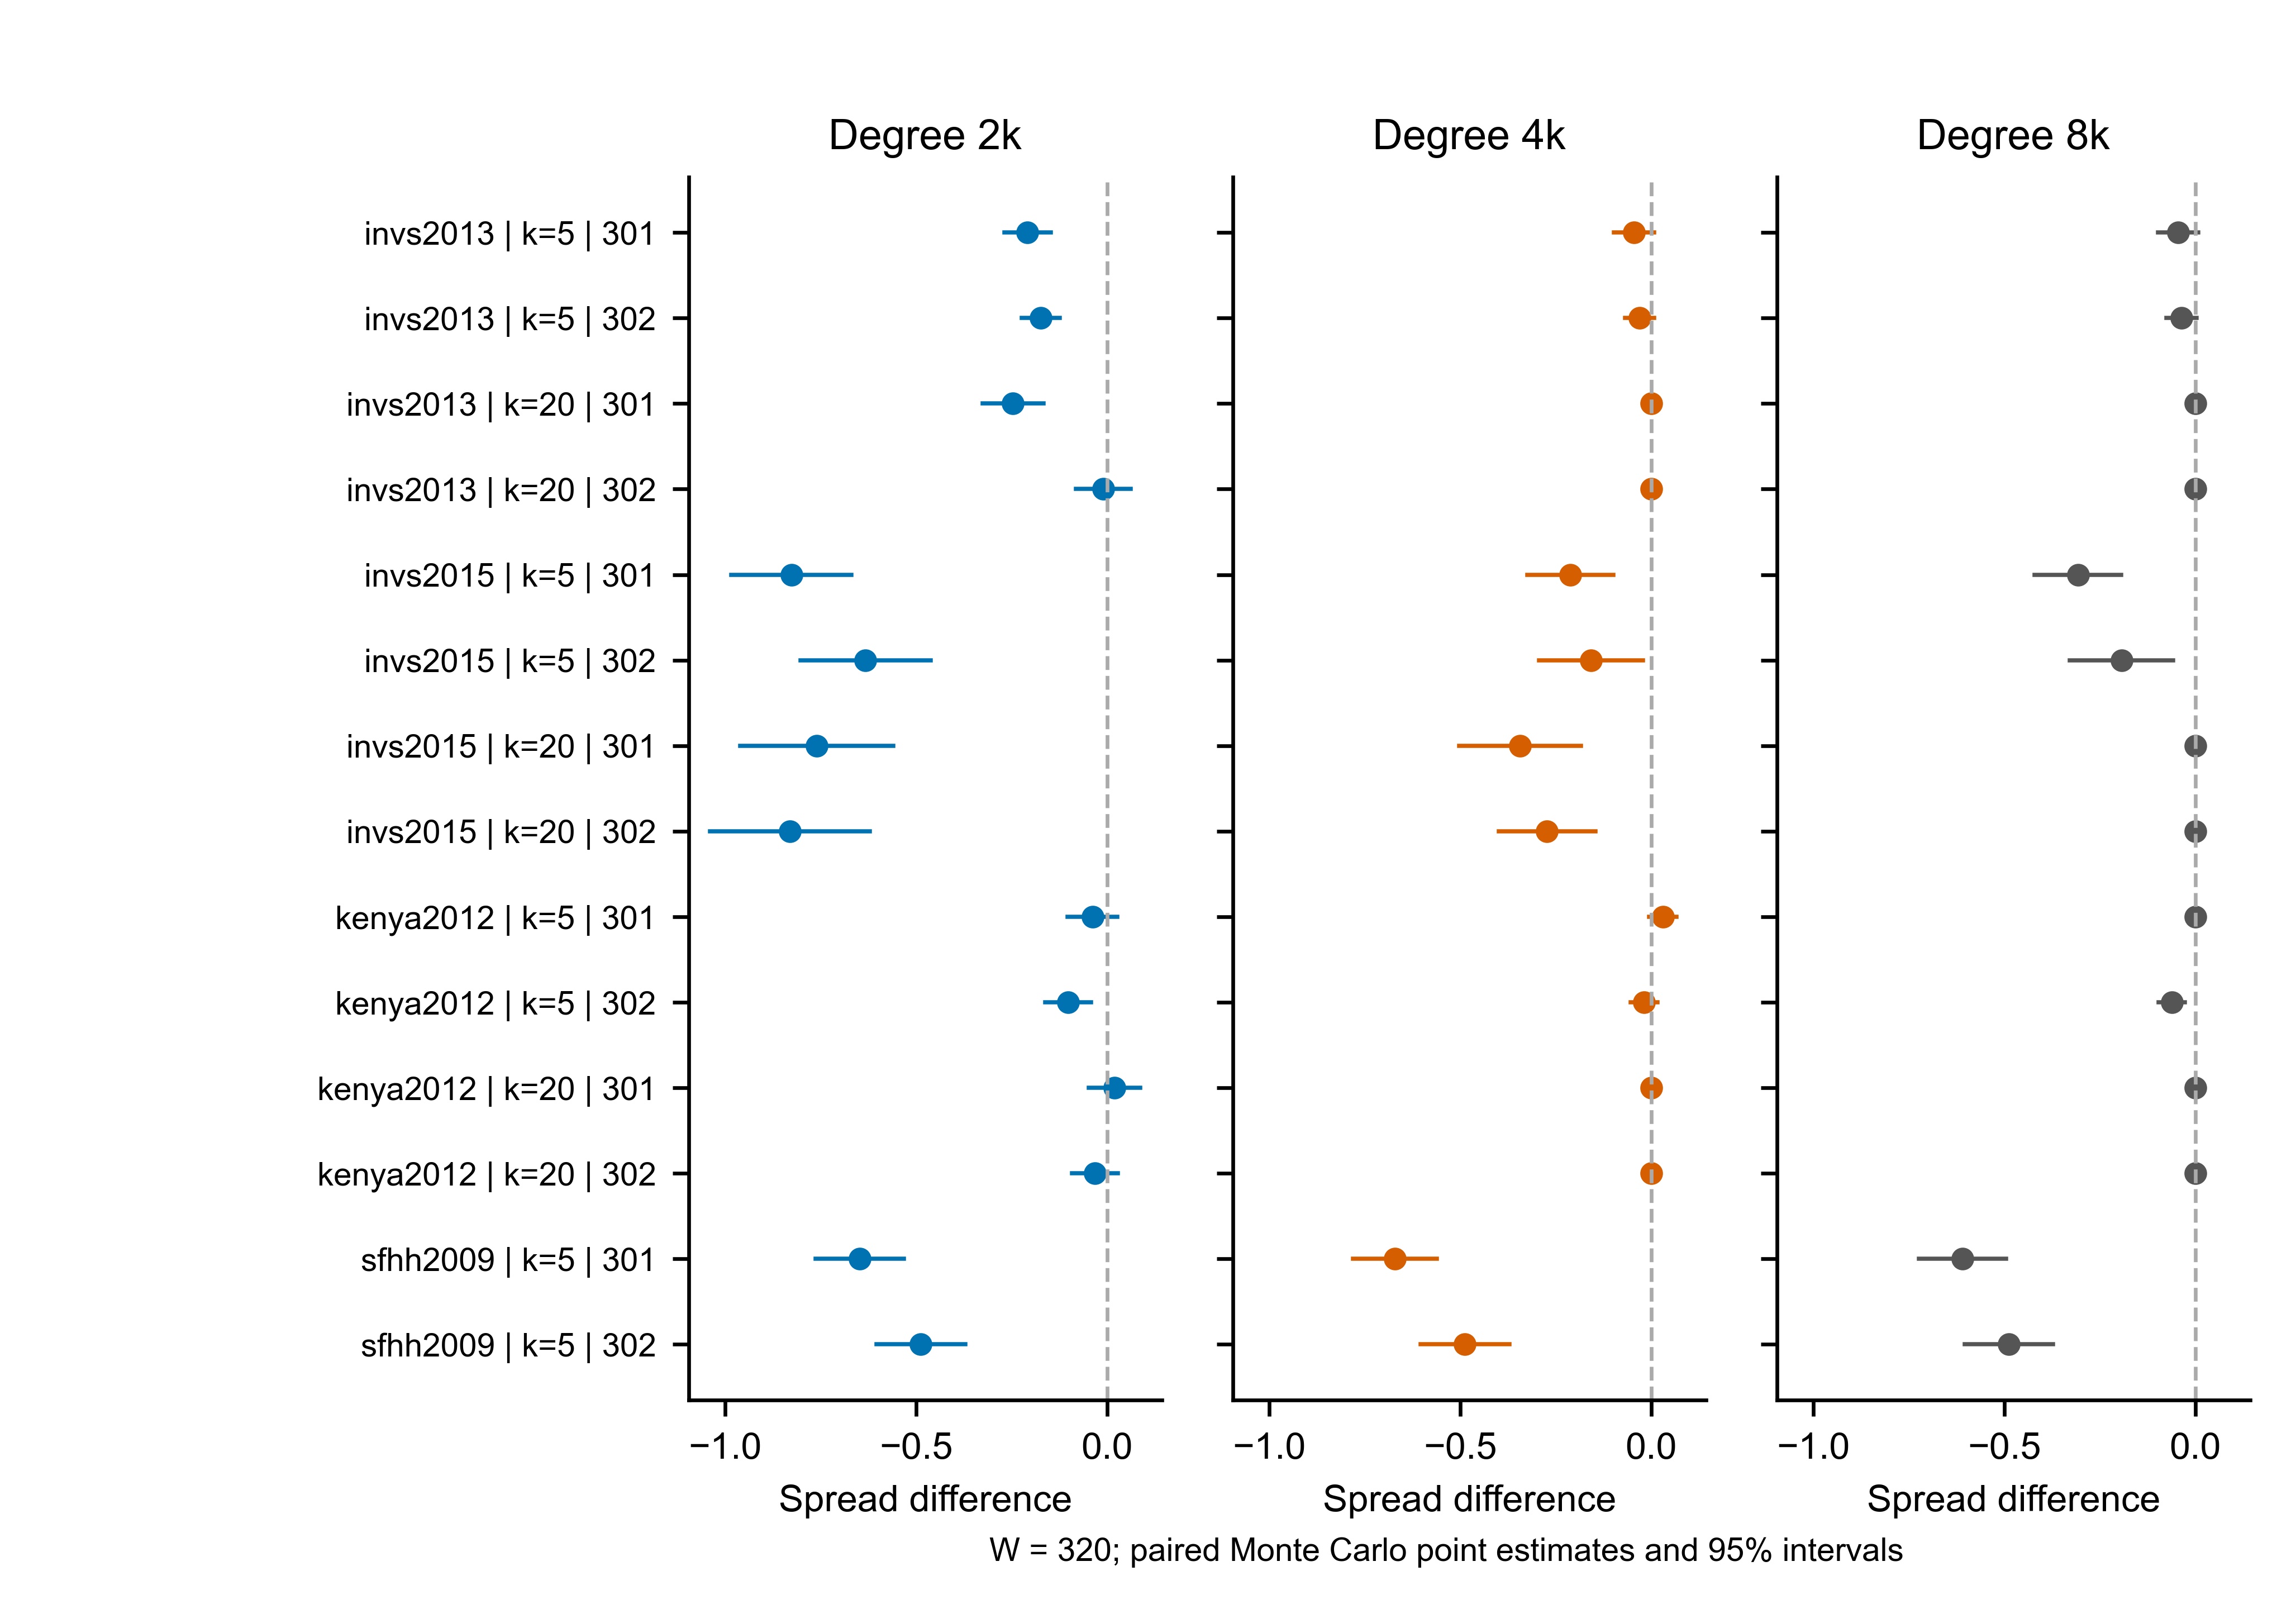 Degree 2k
Degree 4k
Degree 8k
invs2013 | k=5 | 301
invs2013 | k=5 | 302
invs2013 | k=20 | 301
invs2013 | k=20 | 302
invs2015 | k=5 | 301
invs2015 | k=5 | 302
invs2015 | k=20 | 301
invs2015 | k=20 | 302
kenya2012 | k=5 | 301
kenya2012 | k=5 | 302
kenya2012 | k=20 | 301
kenya2012 | k=20 | 302
sfhh2009 | k=5 | 301
sfhh2009 | k=5 | 302
−1.0 −0.5 0.0
−1.0 −0.5 0.0
−1.0 −0.5 0.0
Spread difference
Spread difference
Spread difference
W = 320; paired Monte Carlo point estimates and 95% intervals